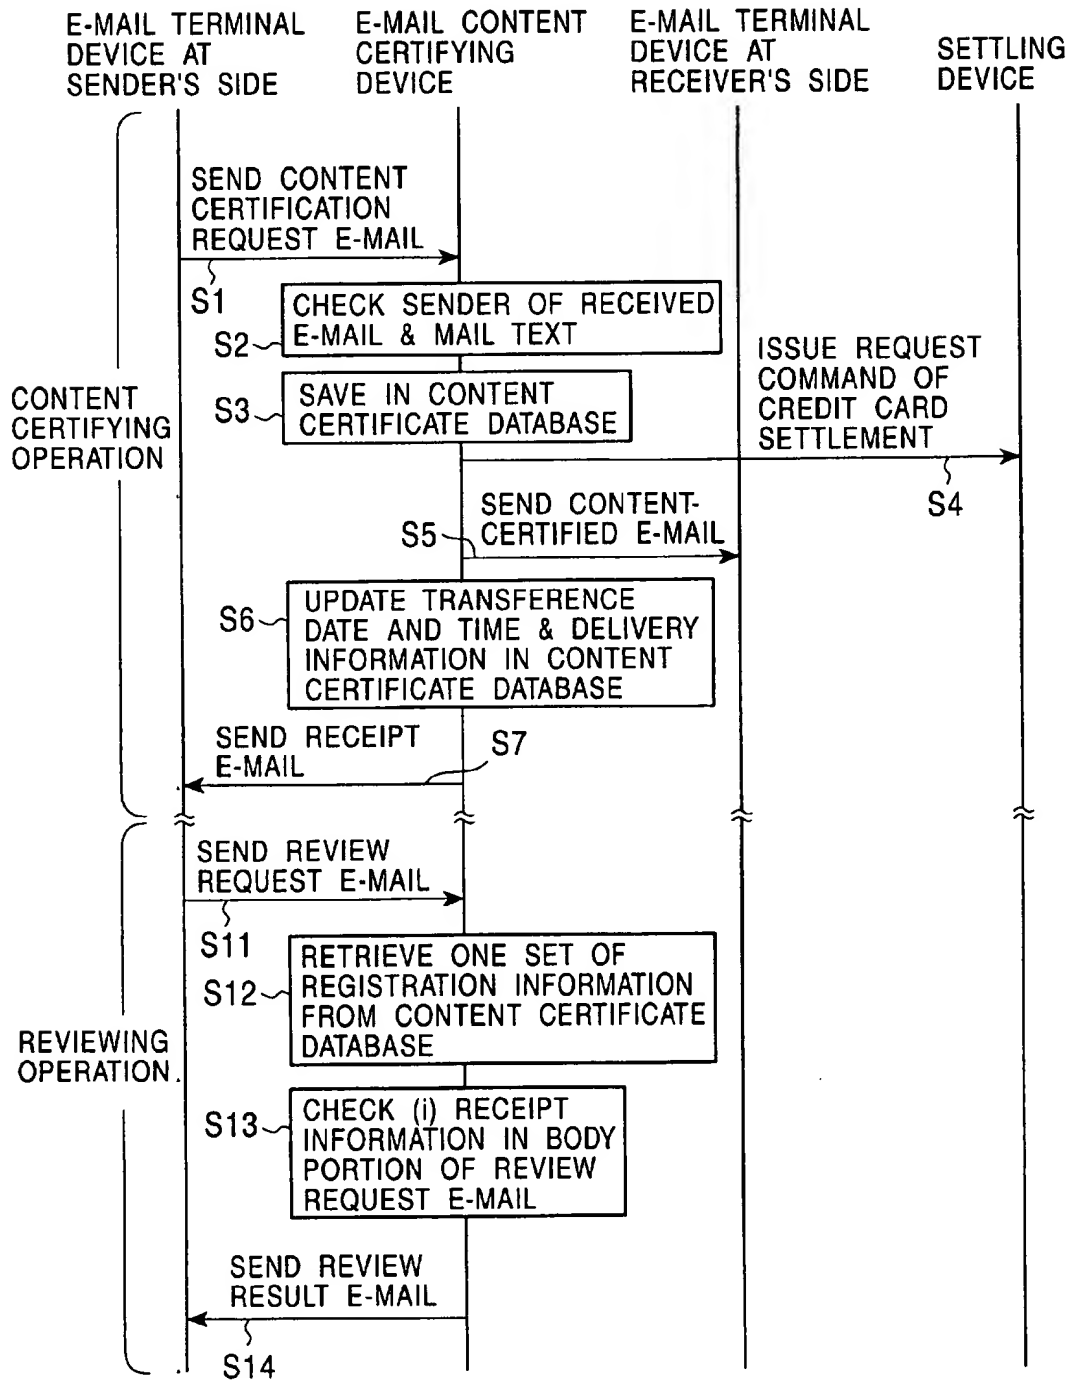 E-MAIL TERMINAL
DEVICE AT
SENDER'S SIDE
E-MAIL CONTENT
CERTIFYING
DEVICE
E-MAIL TERMINAL
DEVICE AT
RECEIVER'S SIDE
SETTLING
DEVICE
CONTENT
CERTIFYING
OPERATION
SEND CONTENT
CERTIFICATION
REQUEST E-MAIL
S1
S2
CHECK SENDER OF RECEIVED
E-MAIL & MAIL TEXT
S3
SAVE IN CONTENT
CERTIFICATE DATABASE
ISSUE REQUEST
COMMAND OF
CREDIT CARD
SETTLEMENT
S4
SEND CONTENT-
CERTIFIED E-MAIL
S5
S6
UPDATE TRANSFERENCE
DATE AND TIME & DELIVERY
INFORMATION IN CONTENT
CERTIFICATE DATABASE
SEND RECEIPT
E-MAIL
S7
REVIEWING
OPERATION
SEND REVIEW
REQUEST E-MAIL
S11
S12
RETRIEVE ONE SET OF
REGISTRATION INFORMATION
FROM CONTENT CERTIFICATE
DATABASE
S13
CHECK (i) RECEIPT
INFORMATION IN BODY
PORTION OF REVIEW
REQUEST E-MAIL
SEND REVIEW
RESULT E-MAIL
S14